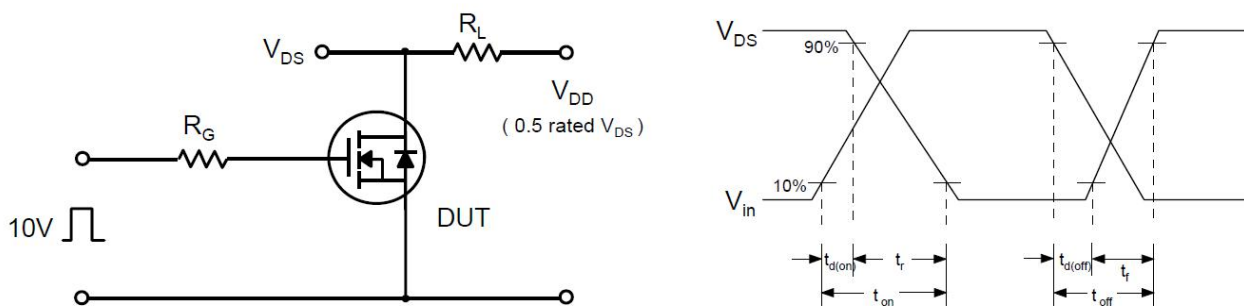 R_L
V_DS
V_DD
( 0.5 rated V_DS )
R_G
DUT
10V
V_DS
90%
10%
V_in
t_d(on)
t_r
t_on
t_d(off)
t_f
t_off